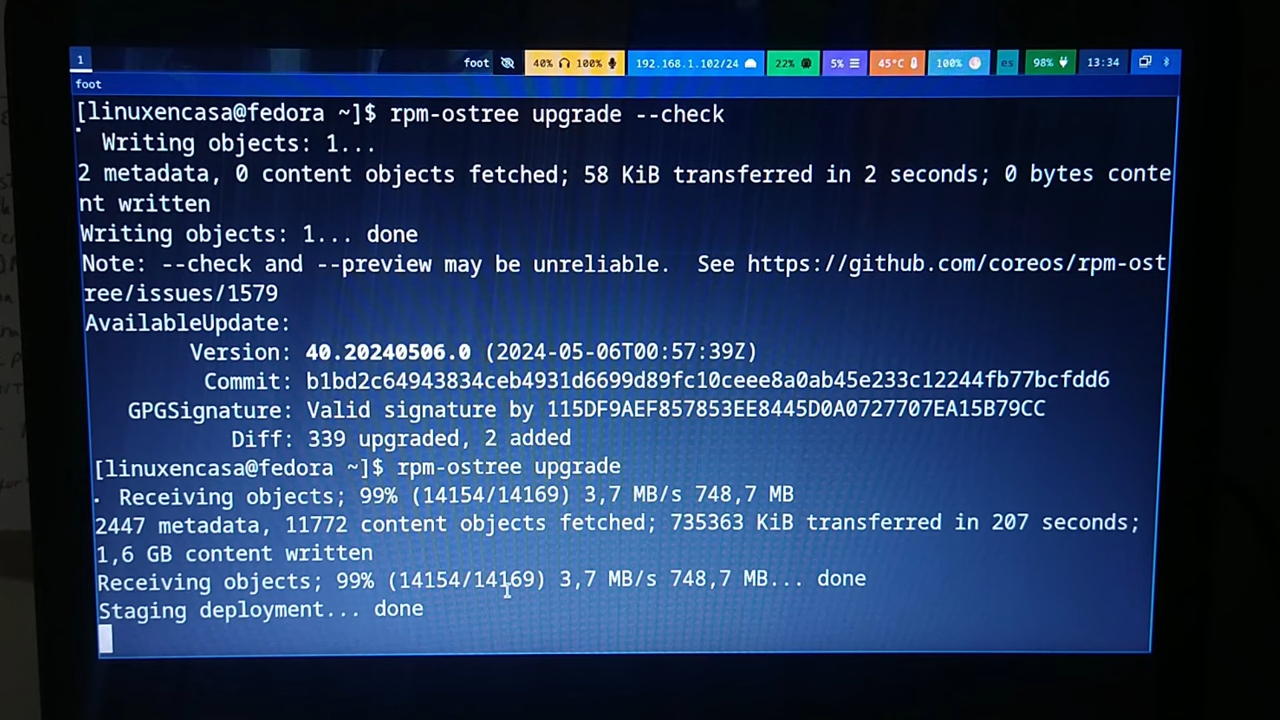 1
foot 40% 100% 192.168.1.102/24 22% 5% 45°C 100% es 98% 13:34
foot
[linuxencasa@fedora ~]$ rpm-ostree upgrade --check
Writing objects: 1...
2 metadata, 0 content objects fetched; 58 KiB transferred in 2 seconds; 0 bytes conte
nt written
Writing objects: 1... done
Note: --check and --preview may be unreliable.  See https://github.com/coreos/rpm-ost
ree/issues/1579
AvailableUpdate:
Version: 40.20240506.0 (2024-05-06T00:57:39Z)
Commit: b1bd2c64943834ceb4931d6699d89fc10ceee8a0ab45e233c12244fb77bcfdd6
GPGSignature: Valid signature by 115DF9AEF857853EE8445D0A0727707EA15B79CC
Diff: 339 upgraded, 2 added
[linuxencasa@fedora ~]$ rpm-ostree upgrade
Receiving objects; 99% (14154/14169) 3,7 MB/s 748,7 MB
2447 metadata, 11772 content objects fetched; 735363 KiB transferred in 207 seconds;
1,6 GB content written
Receiving objects; 99% (14154/14169) 3,7 MB/s 748,7 MB... done
Staging deployment... done